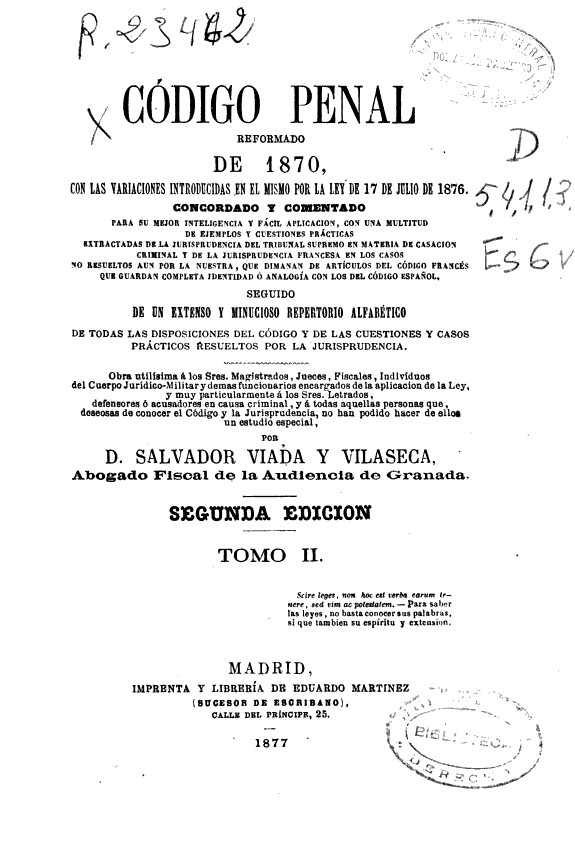 R. 23462
CÓDIGO PENAL
REFORMADO
DE 1870,
CON LAS VARIACIONES INTRODUCIDAS EN EL MISMO POR LA LEY DE 17 DE JULIO DE 1876.
CONCORDADO Y COMENTADO
PARA SU MEJOR INTELIGENCIA Y FÁCIL APLICACION, CON UNA MULTITUD
DE EJEMPLOS Y CUESTIONES PRÁCTICAS
EXTRACTADAS DE LA JURISPRUDENCIA DEL TRIBUNAL SUPREMO EN MATERIA DE CASACION
CRIMINAL Y DE LA JURISPRUDENCIA FRANCESA EN LOS CASOS
NO RESUELTOS AUN POR LA NUESTRA, QUE DIMANAN DE ARTÍCULOS DEL CÓDIGO FRANCÉS
QUE GUARDAN COMPLETA IDENTIDAD Ó ANALOGÍA CON LOS DEL CÓDIGO ESPAÑOL,
SEGUIDO
DE UN EXTENSO Y MINUCIOSO REPERTORIO ALFABÉTICO
DE TODAS LAS DISPOSICIONES DEL CÓDIGO Y DE LAS CUESTIONES Y CASOS
PRÁCTICOS RESUELTOS POR LA JURISPRUDENCIA.
Obra utilísima á los Sres. Magistrados, Jueces, Fiscales, Indivíduos
del Cuerpo Jurídico-Militar y demas funcionarios encargados de la aplicacion de la Ley,
y muy particularmente á los Sres. Letrados,
defensores ó acusadores en causa criminal, y á todas aquellas personas que,
deseosas de conocer el Código y la Jurisprudencia, no han podido hacer de ellos
un estudio especial,
POR
D. SALVADOR VIADA Y VILASECA,
Abogado Fiscal de la Audiencia de Granada.
SEGUNDA EDICION
TOMO II.
Scire leges, non hoc est verba earum te-
nere, sed vim ac potestatem. — Para saber
las leyes, no basta conocer sus palabras,
si que tambien su espíritu y extension.
MADRID,
IMPRENTA Y LIBRERÍA DE EDUARDO MARTINEZ
(SUCESOR DE ESCRIBANO),
CALLE DEL PRÍNCIPE, 25.
1877
D
5,4,1,1,3
Es G v
BIBLIOTECA
DERECHO